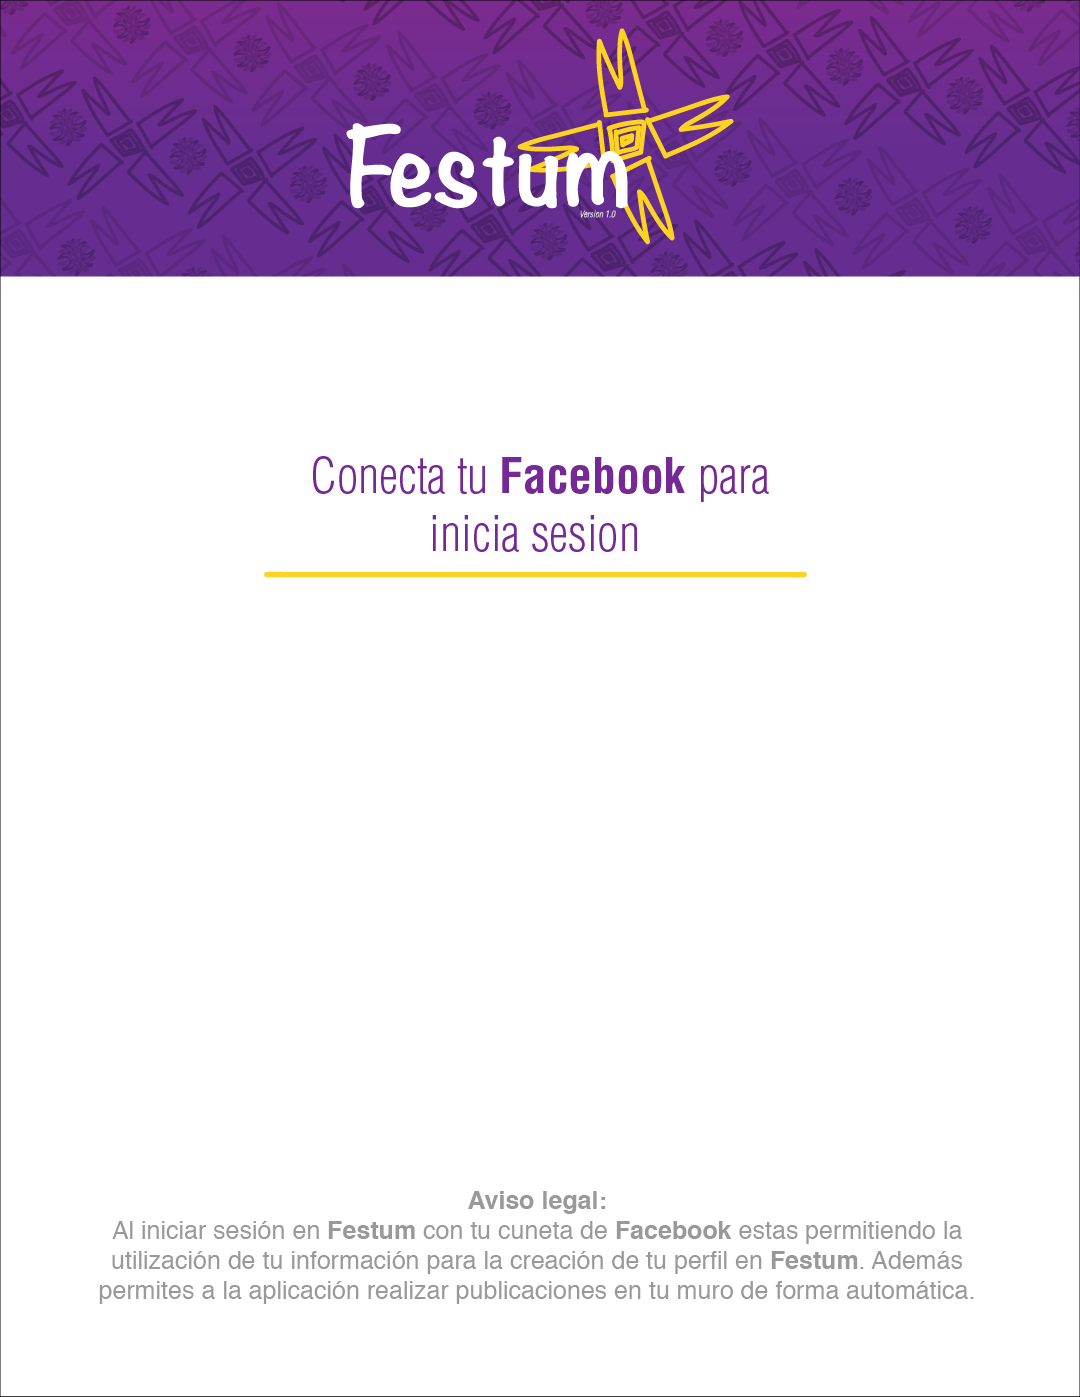 Festum
Version 1.0
Conecta tu Facebook para
inicia sesion
Aviso legal:
Al iniciar sesión en Festum con tu cuneta de Facebook estas permitiendo la
utilización de tu información para la creación de tu perfil en Festum. Además
permites a la aplicación realizar publicaciones en tu muro de forma automática.